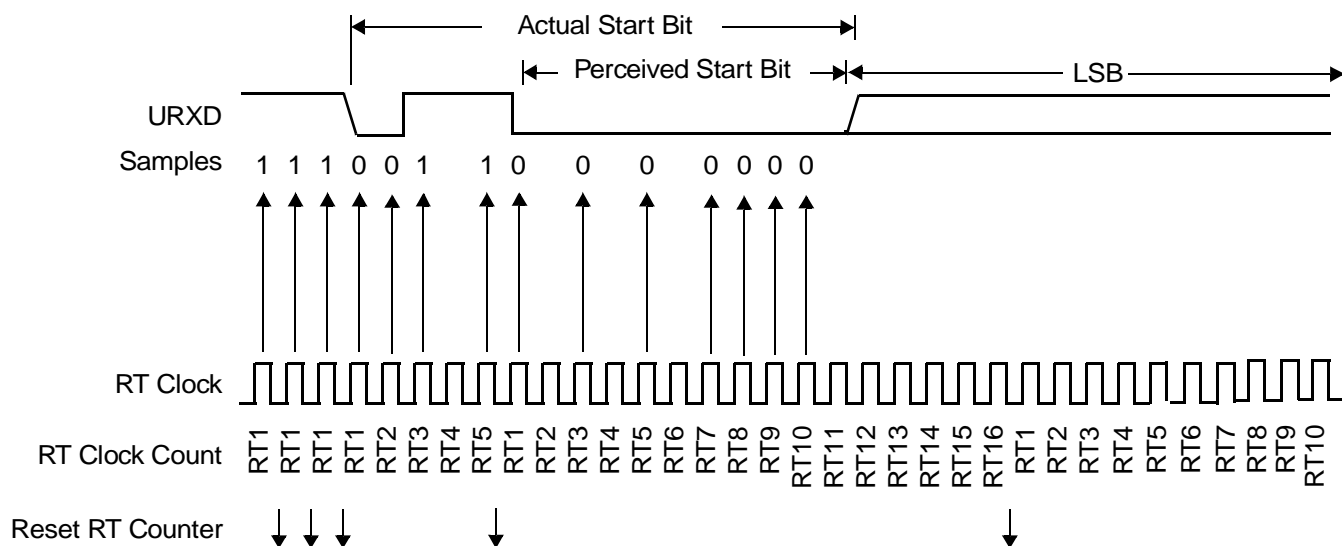 Actual Start Bit
Perceived Start Bit
LSB
URXD
Samples
1 1 1 0 0 1 1 0 0 0 0 0 0 0
RT Clock
RT Clock Count
RT1 RT1 RT1 RT1 RT2 RT3 RT4 RT5 RT1 RT2 RT3 RT4 RT5 RT6 RT7 RT8 RT9 RT10 RT11 RT12 RT13 RT14 RT15 RT16 RT1 RT2 RT3 RT4 RT5 RT6 RT7 RT8 RT9 RT10
Reset RT Counter